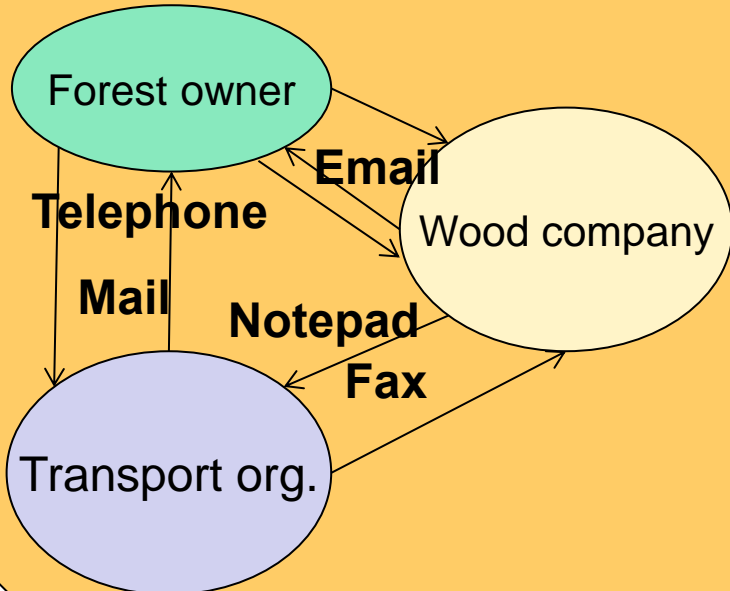 Forest owner
Email
Telephone
Wood company
Mail
Notepad
Fax
Transport org.